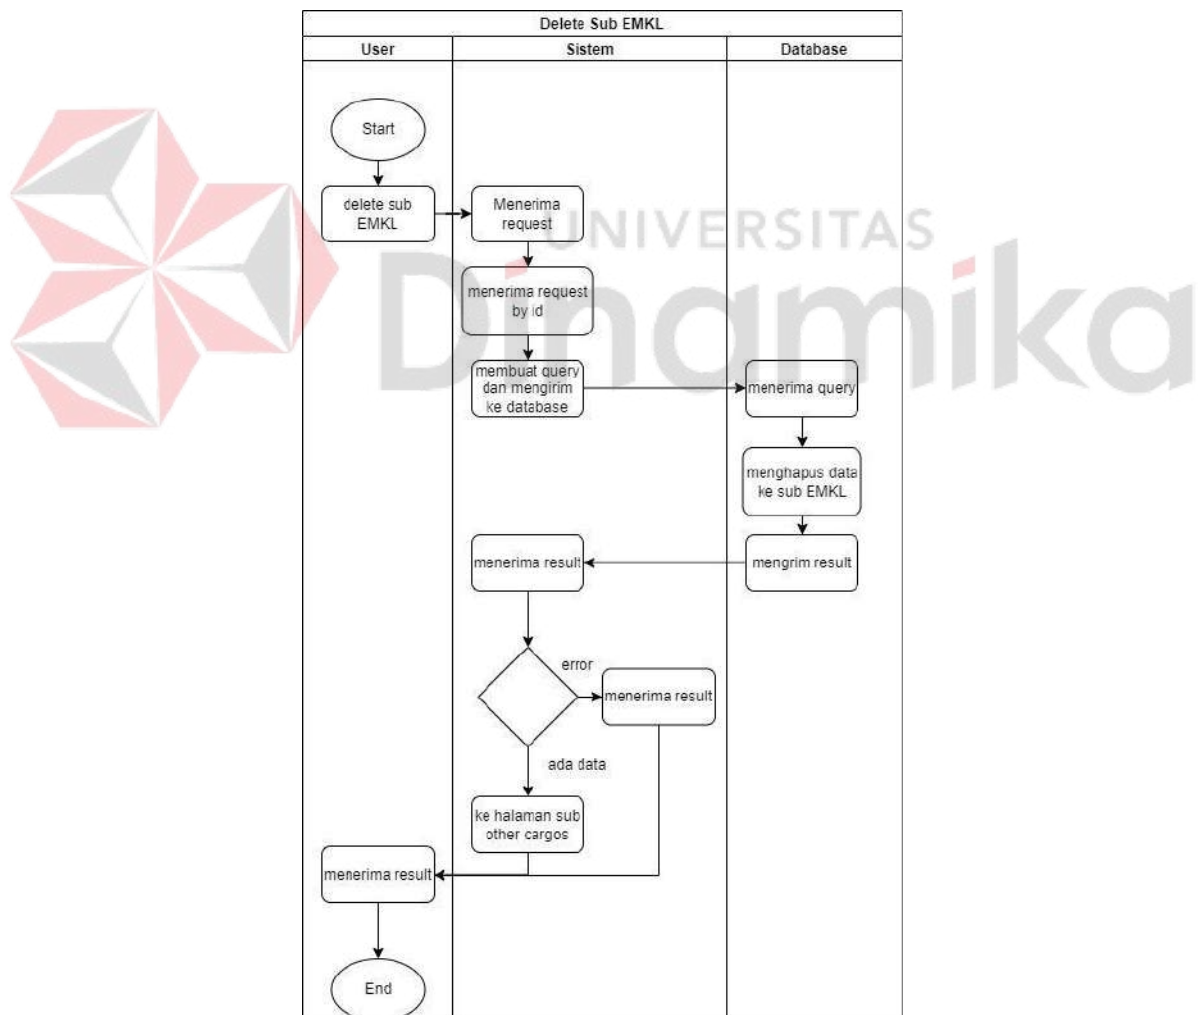 Delete Sub EMKL
User
Sistem
Database
Start
delete sub
EMKL
Menerima
request
UNIVERSITAS
Dinamika
menerima request
by id
membuat query
dan mengirim
ke database
menerima query
menghapus data
ke sub EMKL
menerima result
mengrim result
error
menerima result
ada data
ke halaman sub
other cargos
menerima result
End